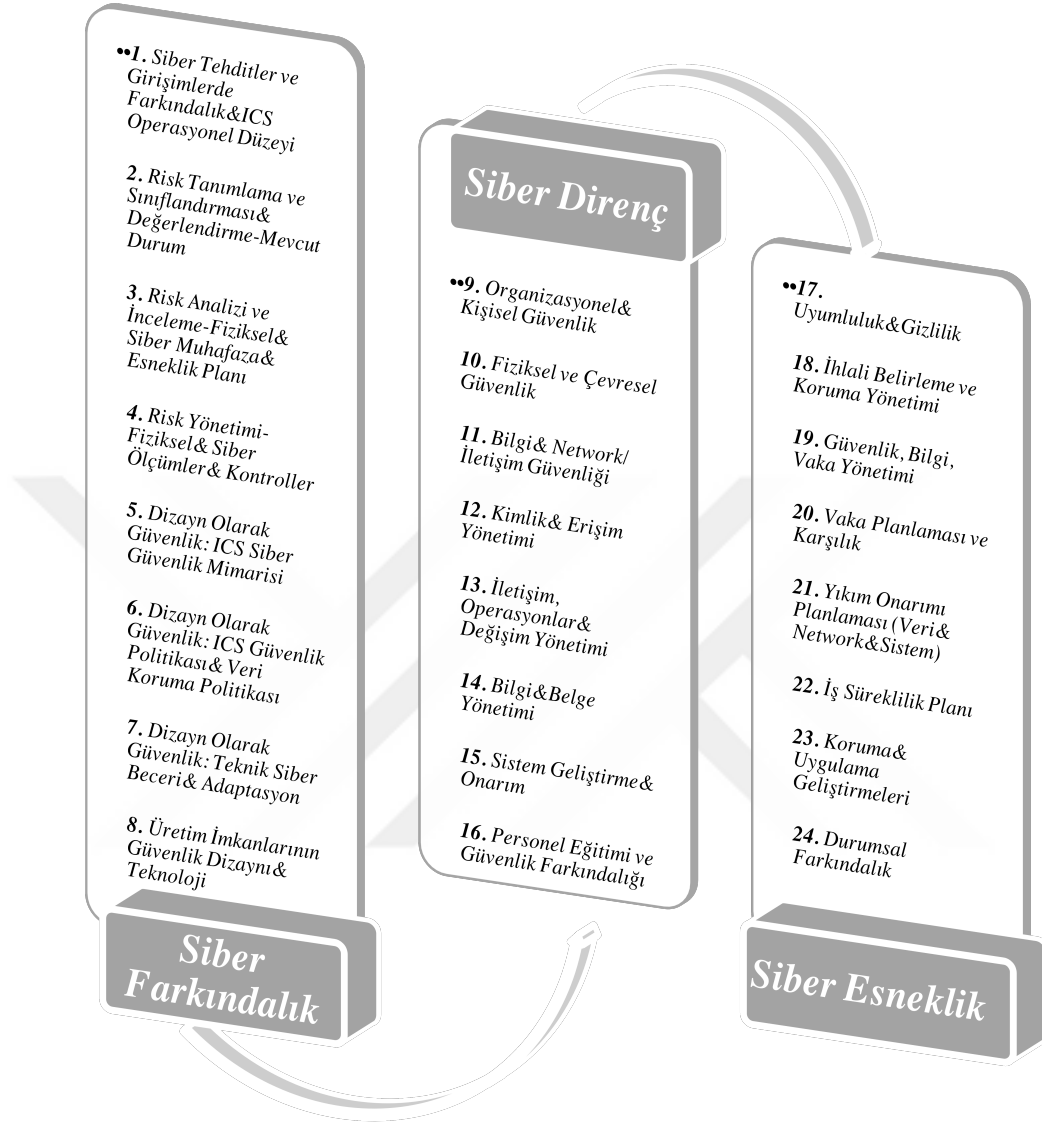 ••1. Siber Tehditler ve
Girişimlerde
Farkındalık&ICS
Operasyonel Düzeyi
2. Risk Tanımlama ve
Sınıflandırması&
Değerlendirme-Mevcut
Durum
3. Risk Analizi ve
İnceleme-Fiziksel&
Siber Muhafaza&
Esneklik Planı
4. Risk Yönetimi-
Fiziksel& Siber
Ölçümler& Kontroller
5. Dizayn Olarak
Güvenlik: ICS Siber
Güvenlik Mimarisi
6. Dizayn Olarak
Güvenlik: ICS Güvenlik
Politikası& Veri
Koruma Politikası
7. Dizayn Olarak
Güvenlik: Teknik Siber
Beceri& Adaptasyon
8. Üretim İmkanlarının
Güvenlik Dizaynı&
Teknoloji
Siber
Farkındalık
Siber Direnç
••9. Organizasyonel&
Kişisel Güvenlik
10. Fiziksel ve Çevresel
Güvenlik
11. Bilgi& Network/
İletişim Güvenliği
12. Kimlik& Erişim
Yönetimi
13. İletişim,
Operasyonlar&
Değişim Yönetimi
14. Bilgi&Belge
Yönetimi
15. Sistem Geliştirme&
Onarım
16. Personel Eğitimi ve
Güvenlik Farkındalığı
••17.
Uyumluluk&Gizlilik
18. İhlali Belirleme ve
Koruma Yönetimi
19. Güvenlik, Bilgi,
Vaka Yönetimi
20. Vaka Planlaması ve
Karşılık
21. Yıkım Onarımı
Planlaması (Veri&
Network&Sistem)
22. İş Süreklilik Planı
23. Koruma&
Uygulama
Geliştirmeleri
24. Durumsal
Farkındalık
Siber Esneklik